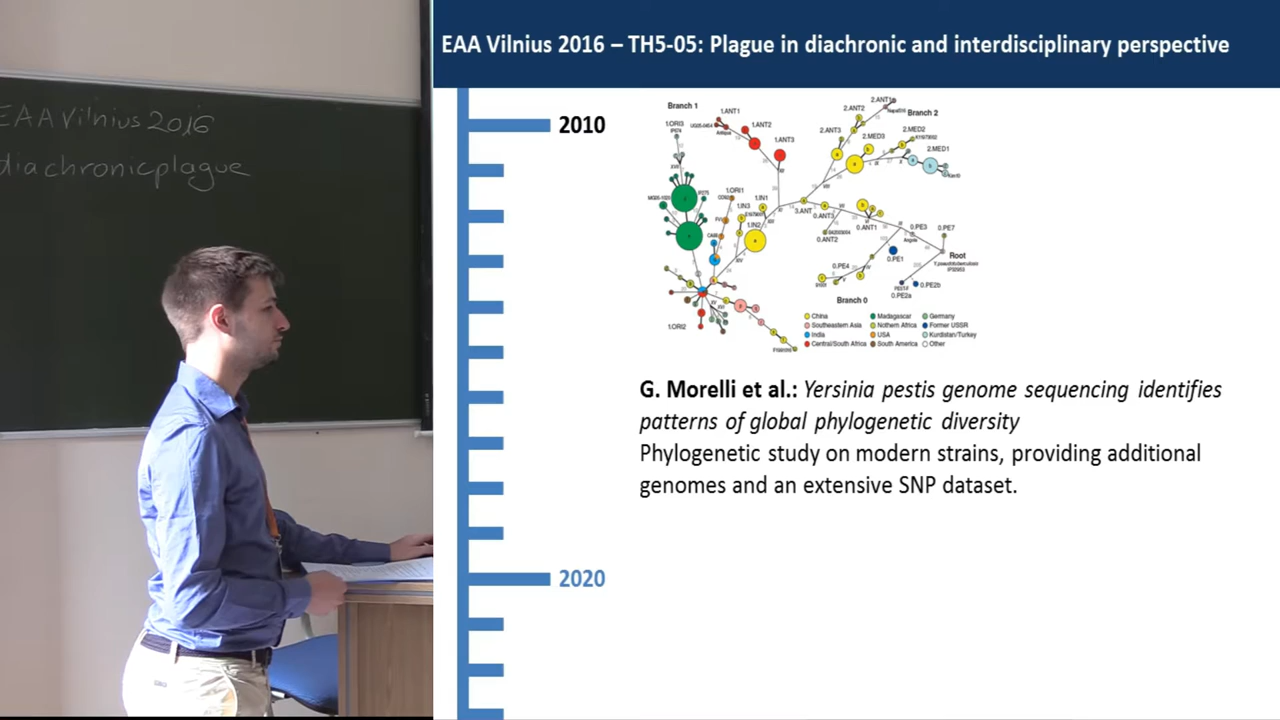 EAA Vilnius 2016
diachronicplague
EAA Vilnius 2016 – TH5-05: Plague in diachronic and interdisciplinary perspective
2010
Branch 1
1.ORI3
1.ANT1
1.ANT2
1.ANT3
1.ORI1
1.IN3
1.IN1
1.IN2
1.ORI2
2.ANT1
2.ANT2
Branch 2
2.ANT3
2.MED3
2.MED2
2.MED1
3.ANT
0.ANT3
0.ANT2
0.ANT1
0.PE3
Angola
0.PE7
Root
0.PE1
0.PE4
0.PE2b
0.PE2a
Branch 0
China
Southeastern Asia
India
Central/South Africa
Madagascar
Nothern Africa
USA
South America
Germany
Former USSR
Kurdistan/Turkey
Other
G. Morelli et al.: Yersinia pestis genome sequencing identifies
patterns of global phylogenetic diversity
Phylogenetic study on modern strains, providing additional
genomes and an extensive SNP dataset.
2020